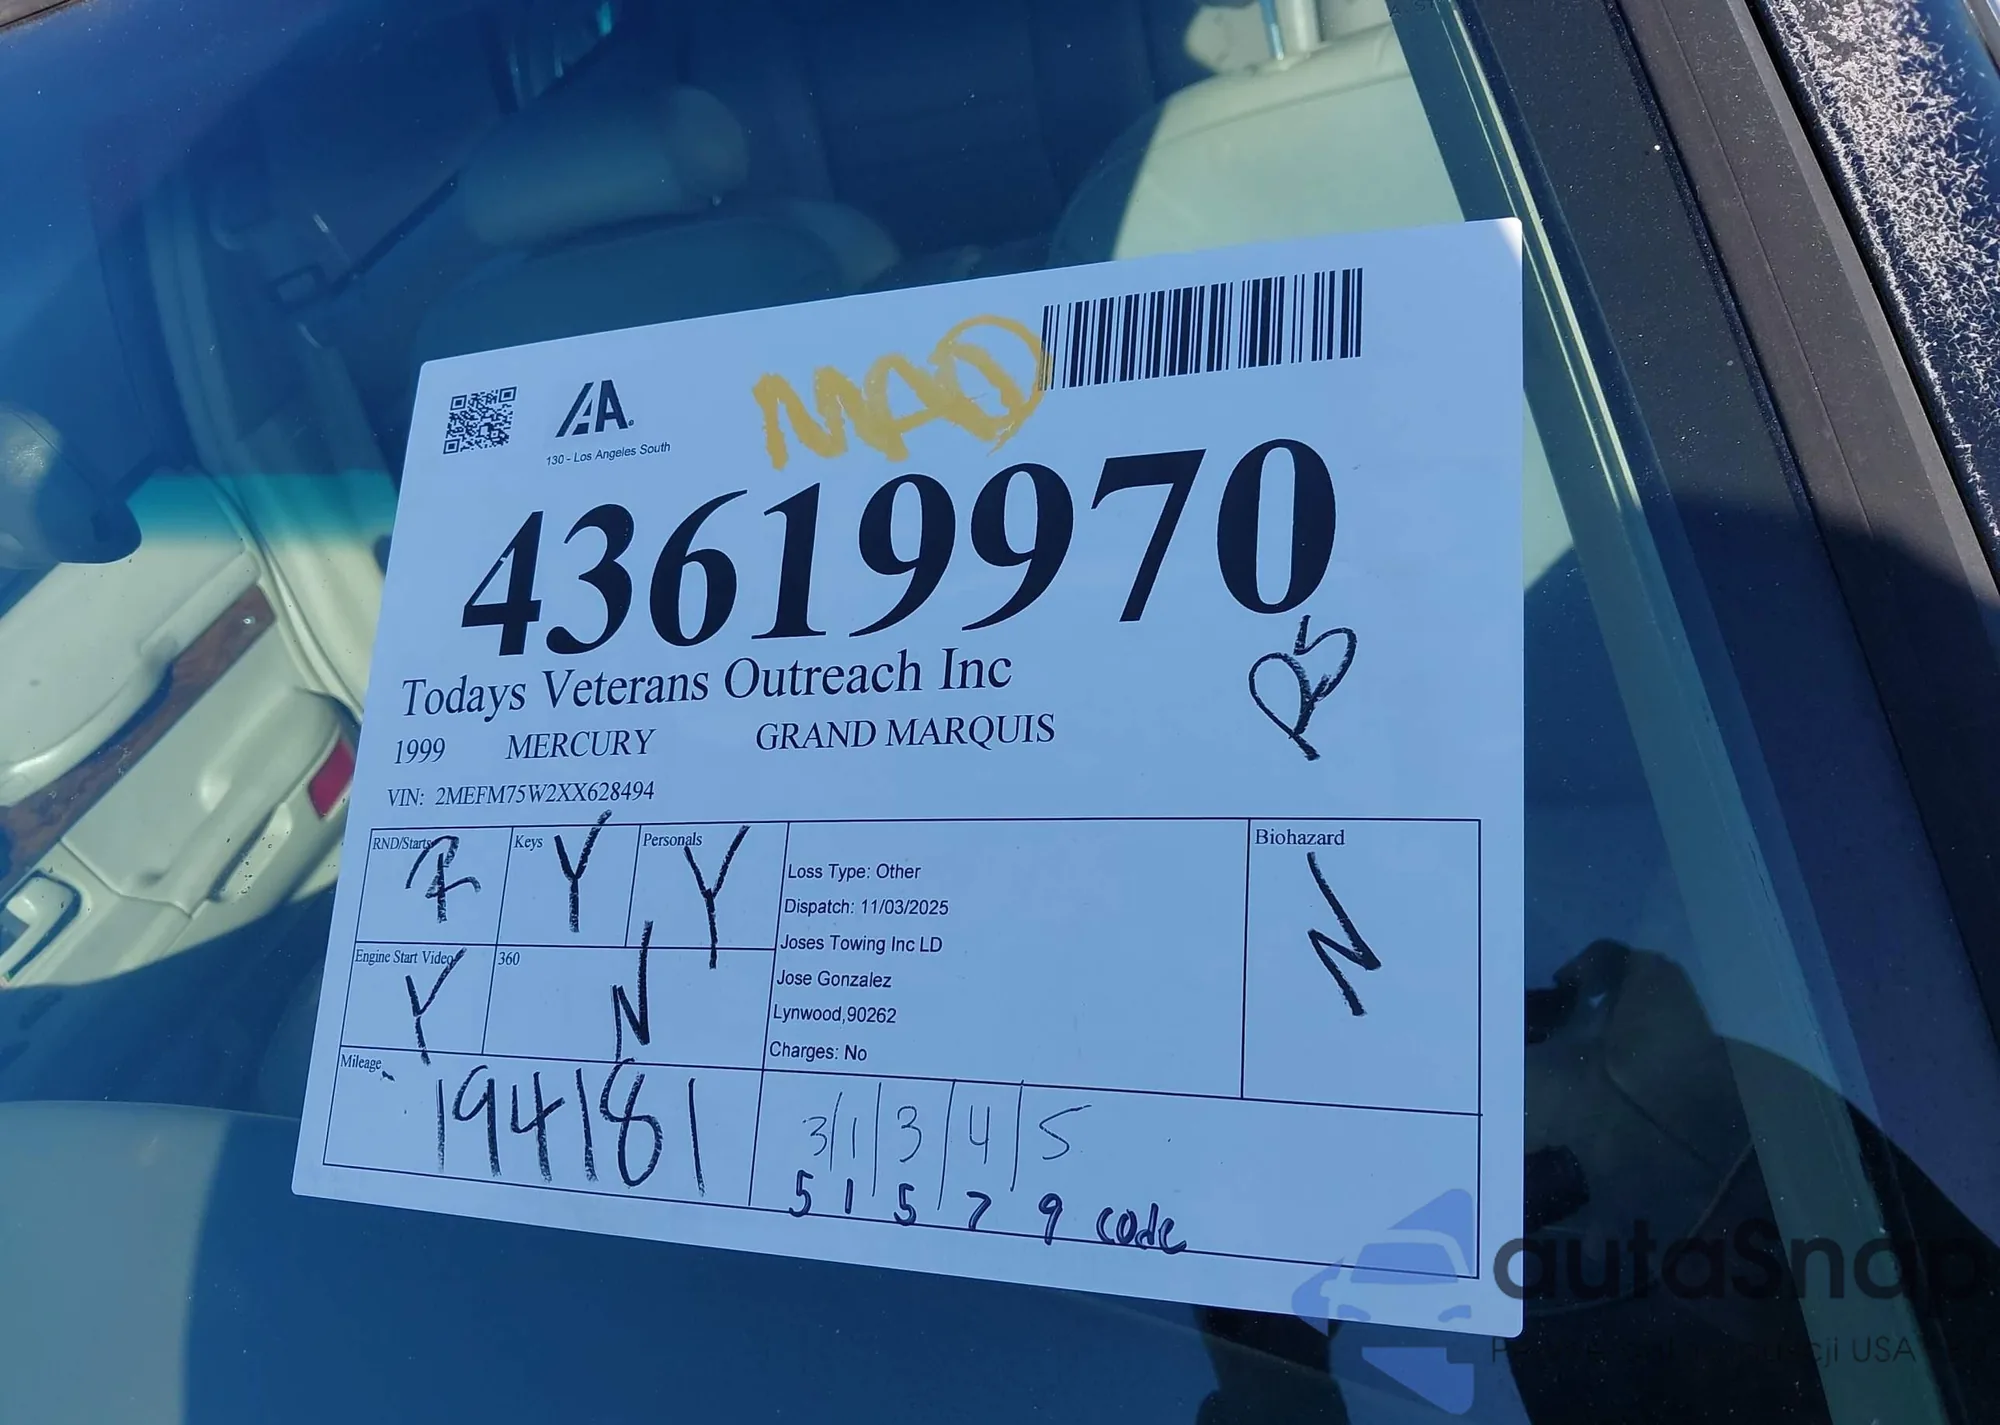 IAA
130 - Los Angeles South
43619970
Todays Veterans Outreach Inc
1999 MERCURY GRAND MARQUIS
VIN: 2MEFM75W2XX628494
RND/Starts R
Keys Y
Personals Y
Engine Start Video Y
360 N
Loss Type: Other
Dispatch: 11/03/2025
Joses Towing Inc LD
Jose Gonzalez
Lynwood,90262
Charges: No
Biohazard N
Mileage 194181
3/1/3/4/5
5 1 5 7 9 code
autaSnap
USA